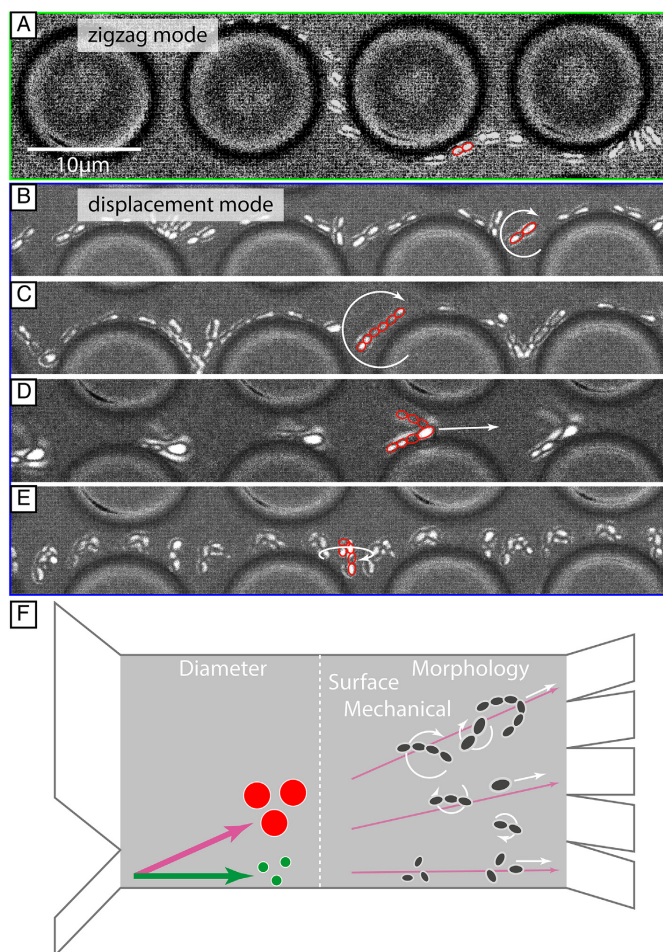 A
zigzag mode
10μm
B
displacement mode
C
D
E
F
Diameter
Morphology
Surface
Mechanical